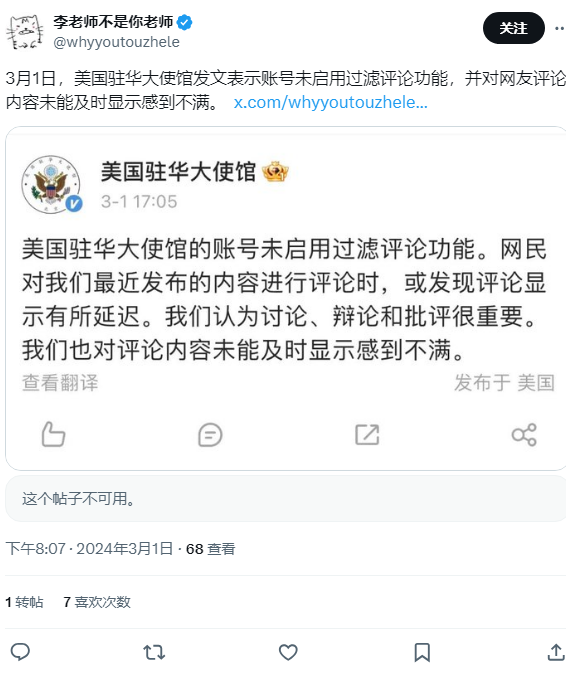 李老师不是你老师
@whyyoutouzhele
关注
3月1日，美国驻华大使馆发文表示账号未启用过滤评论功能，并对网友评论
内容未能及时显示感到不满。 x.com/whyyoutouzhele...
美国驻华大使馆
3-1 17:05
美国驻华大使馆的账号未启用过滤评论功能。网民
对我们最近发布的内容进行评论时，或发现评论显
示有所延迟。我们认为讨论、辩论和批评很重要。
我们也对评论内容未能及时显示感到不满。
查看翻译 发布于 美国
这个帖子不可用。
下午8:07 · 2024年3月1日 · 68 查看
1 转帖 7 喜欢次数